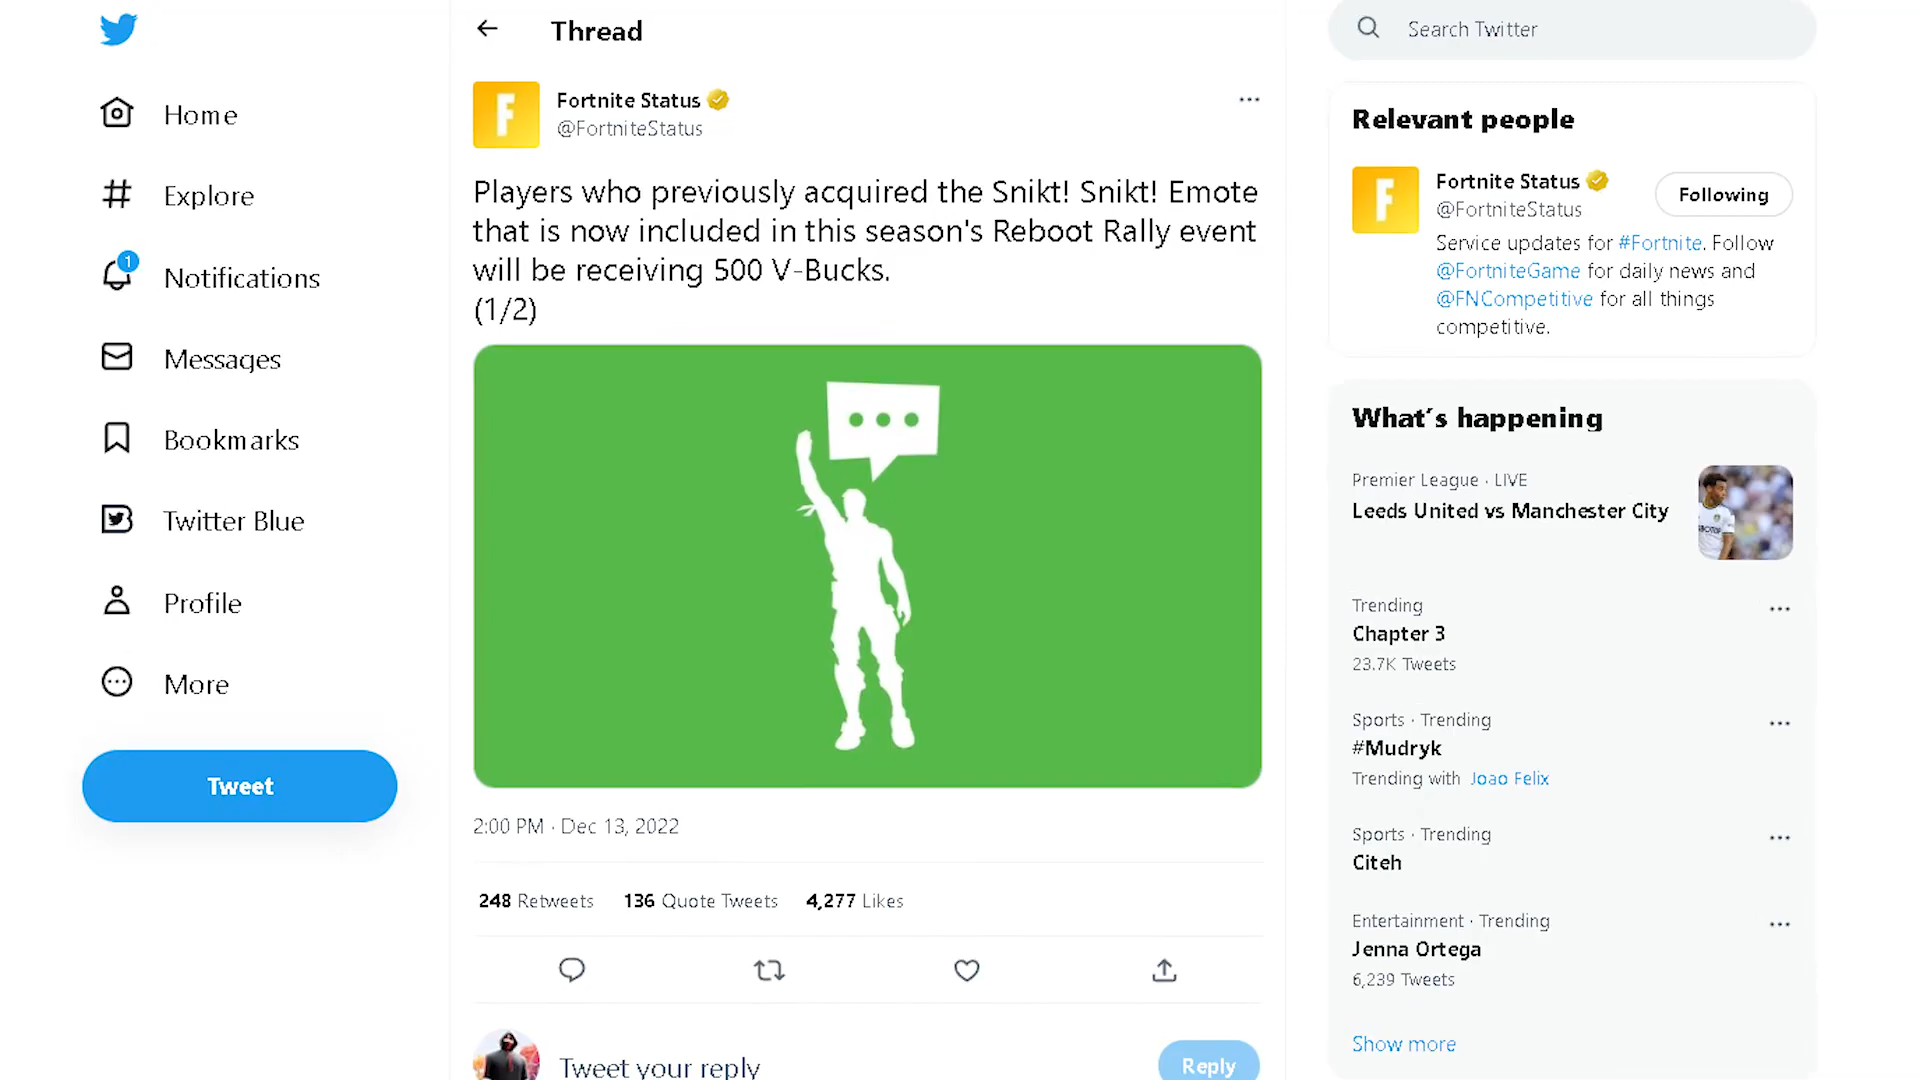 Home
Explore
1
Notifications
Messages
Bookmarks
Twitter Blue
Profile
More
Tweet
Thread
F
Fortnite Status
@FortniteStatus
Players who previously acquired the Snikt! Snikt! Emote
that is now included in this season's Reboot Rally event
will be receiving 500 V-Bucks.
(1/2)
2:00 PM · Dec 13, 2022
248 Retweets 136 Quote Tweets 4,277 Likes
Tweet your reply
Reply
Search Twitter
Relevant people
F
Fortnite Status
@FortniteStatus
Following
Service updates for #Fortnite. Follow
@FortniteGame for daily news and
@FNCompetitive for all things
competitive.
What's happening
Premier League · LIVE
Leeds United vs Manchester City
Trending
Chapter 3
23.7K Tweets
Sports · Trending
#Mudryk
Trending with Joao Felix
Sports · Trending
Citeh
Entertainment · Trending
Jenna Ortega
6,239 Tweets
Show more